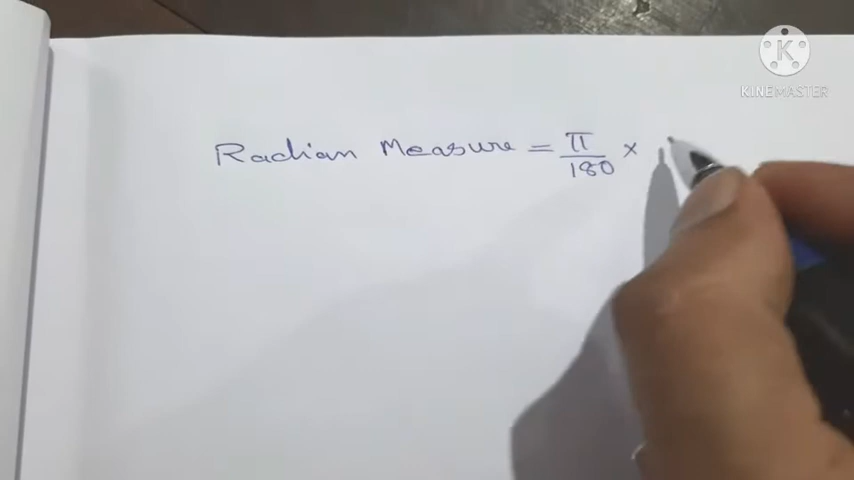 Radian Measure = π/180 ×
KINEMASTER